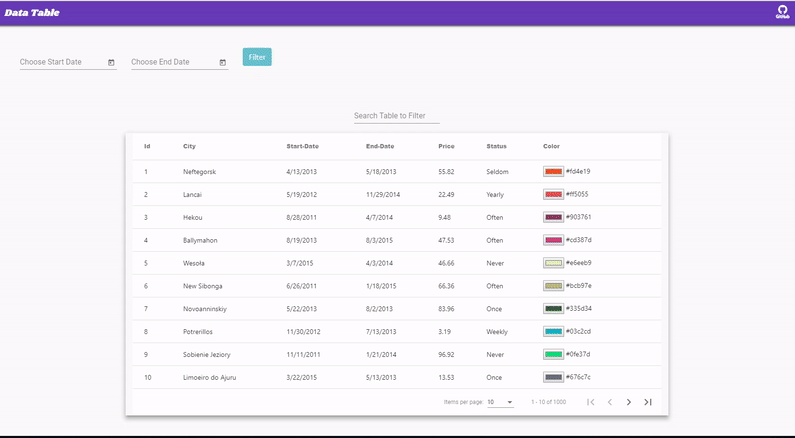 Data Table
GitHub
Choose Start Date Choose End Date Filter
Search Table to Filter
Id City Start-Date End-Date Price Status Color
1 Neftegorsk 4/13/2013 5/18/2013 55.82 Seldom #fd4e19
2 Lancai 5/19/2012 11/29/2014 22.49 Yearly #ff5055
3 Hekou 8/28/2011 4/7/2014 9.48 Often #903761
4 Ballymahon 8/19/2013 8/3/2015 47.53 Often #cd387d
5 Wesoła 3/7/2015 4/3/2014 46.66 Never #e6eeb9
6 New Sibonga 6/26/2011 1/18/2015 66.36 Often #bcb97e
7 Novoanninskiy 5/22/2013 8/2/2013 83.96 Once #335d34
8 Potrerillos 11/30/2012 7/13/2013 3.19 Weekly #03c2cd
9 Sobienie Jeziory 11/11/2011 1/21/2014 96.92 Never #0fe37d
10 Limoeiro do Ajuru 3/22/2015 5/13/2013 13.53 Once #676c7c
Items per page: 10 1 - 10 of 1000